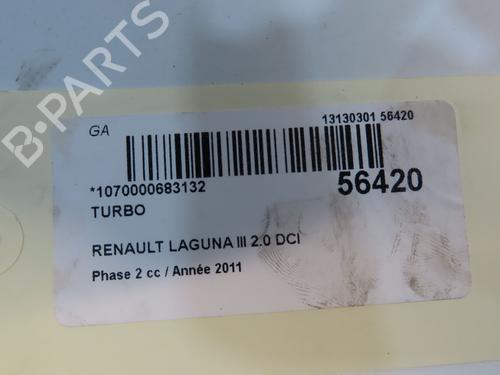 B-PARTS
GA
13130301 56420
*1070000683132
56420
TURBO
RENAULT LAGUNA III 2.0 DCI
Phase 2 cc / Année 2011